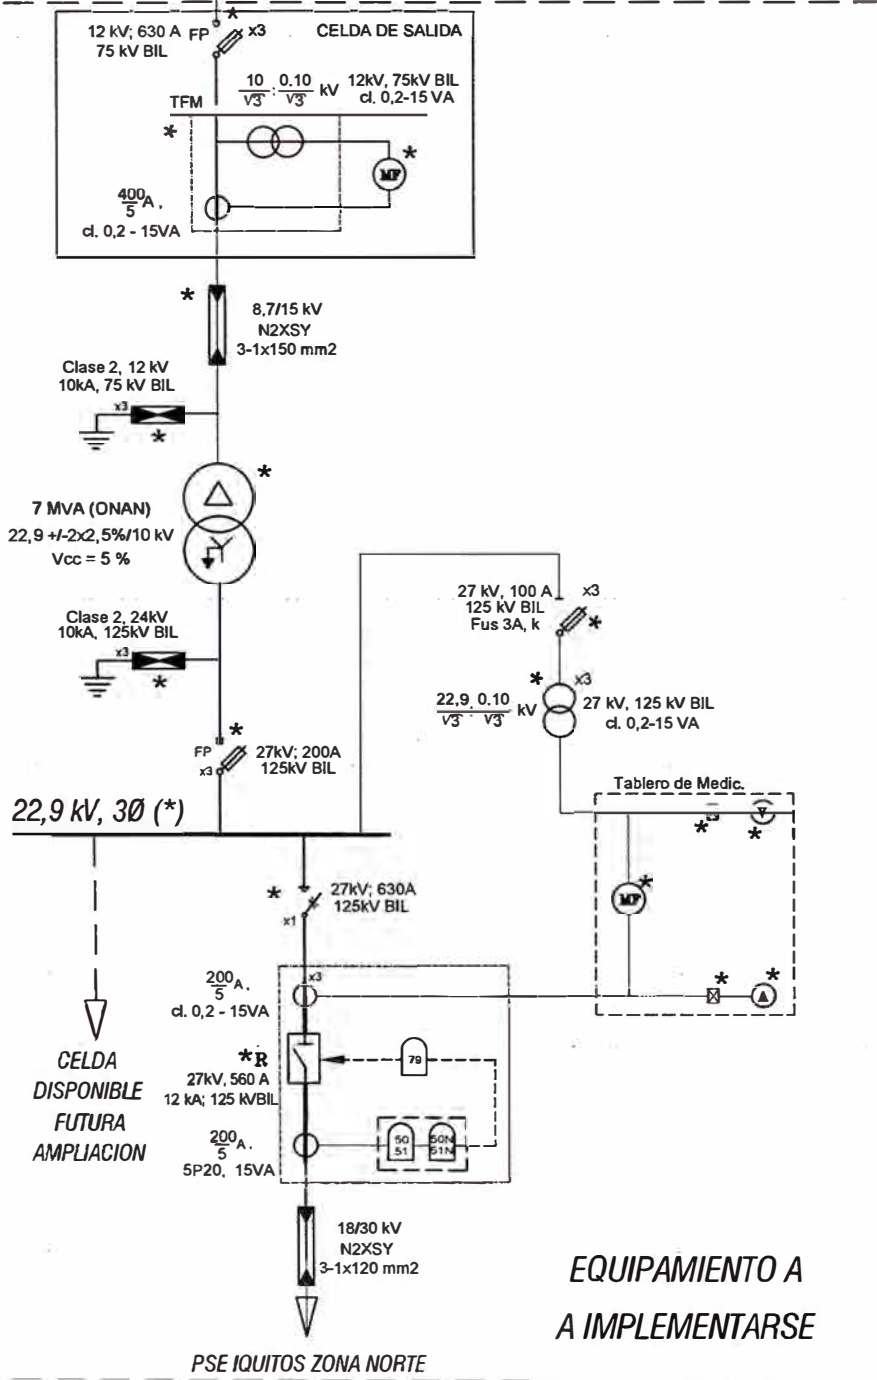 12 kV; 630 A FP * x3 CELDA DE SALIDA
75 kV BIL
10/√3 : 0.10/√3 kV 12kV, 75kV BIL
cl. 0,2-15 VA
TFM
*
*
MF
400/5 A,
cl. 0,2 - 15VA
*
8,7/15 kV
N2XSY
3-1x150 mm2
Clase 2, 12 kV
10kA, 75 kV BIL
x3
*
*
7 MVA (ONAN)
22,9 +/-2x2,5%/10 kV
Vcc = 5 %
Clase 2, 24kV
10kA, 125kV BIL
x3
*
27 kV, 100 A x3
125 kV BIL
Fus 3A, k *
* x3
22,9/√3 : 0.10/√3 kV 27 kV, 125 kV BIL
cl. 0,2-15 VA
*
FP 27kV; 200A
x3 125kV BIL
Tablero de Medic.
* *
MF *
* *
V
A
22,9 kV, 3Ø (*)
* 27kV; 630A
x1 125kV BIL
200/5 A, x3
cl. 0,2 - 15VA
*R 79
27kV, 560 A
12 kA; 125 kVBIL
200/5 A,
5P20, 15VA
50 50N
51 51N
CELDA
DISPONIBLE
FUTURA
AMPLIACION
18/30 kV
N2XSY
3-1x120 mm2
EQUIPAMIENTO A
A IMPLEMENTARSE
PSE IQUITOS ZONA NORTE